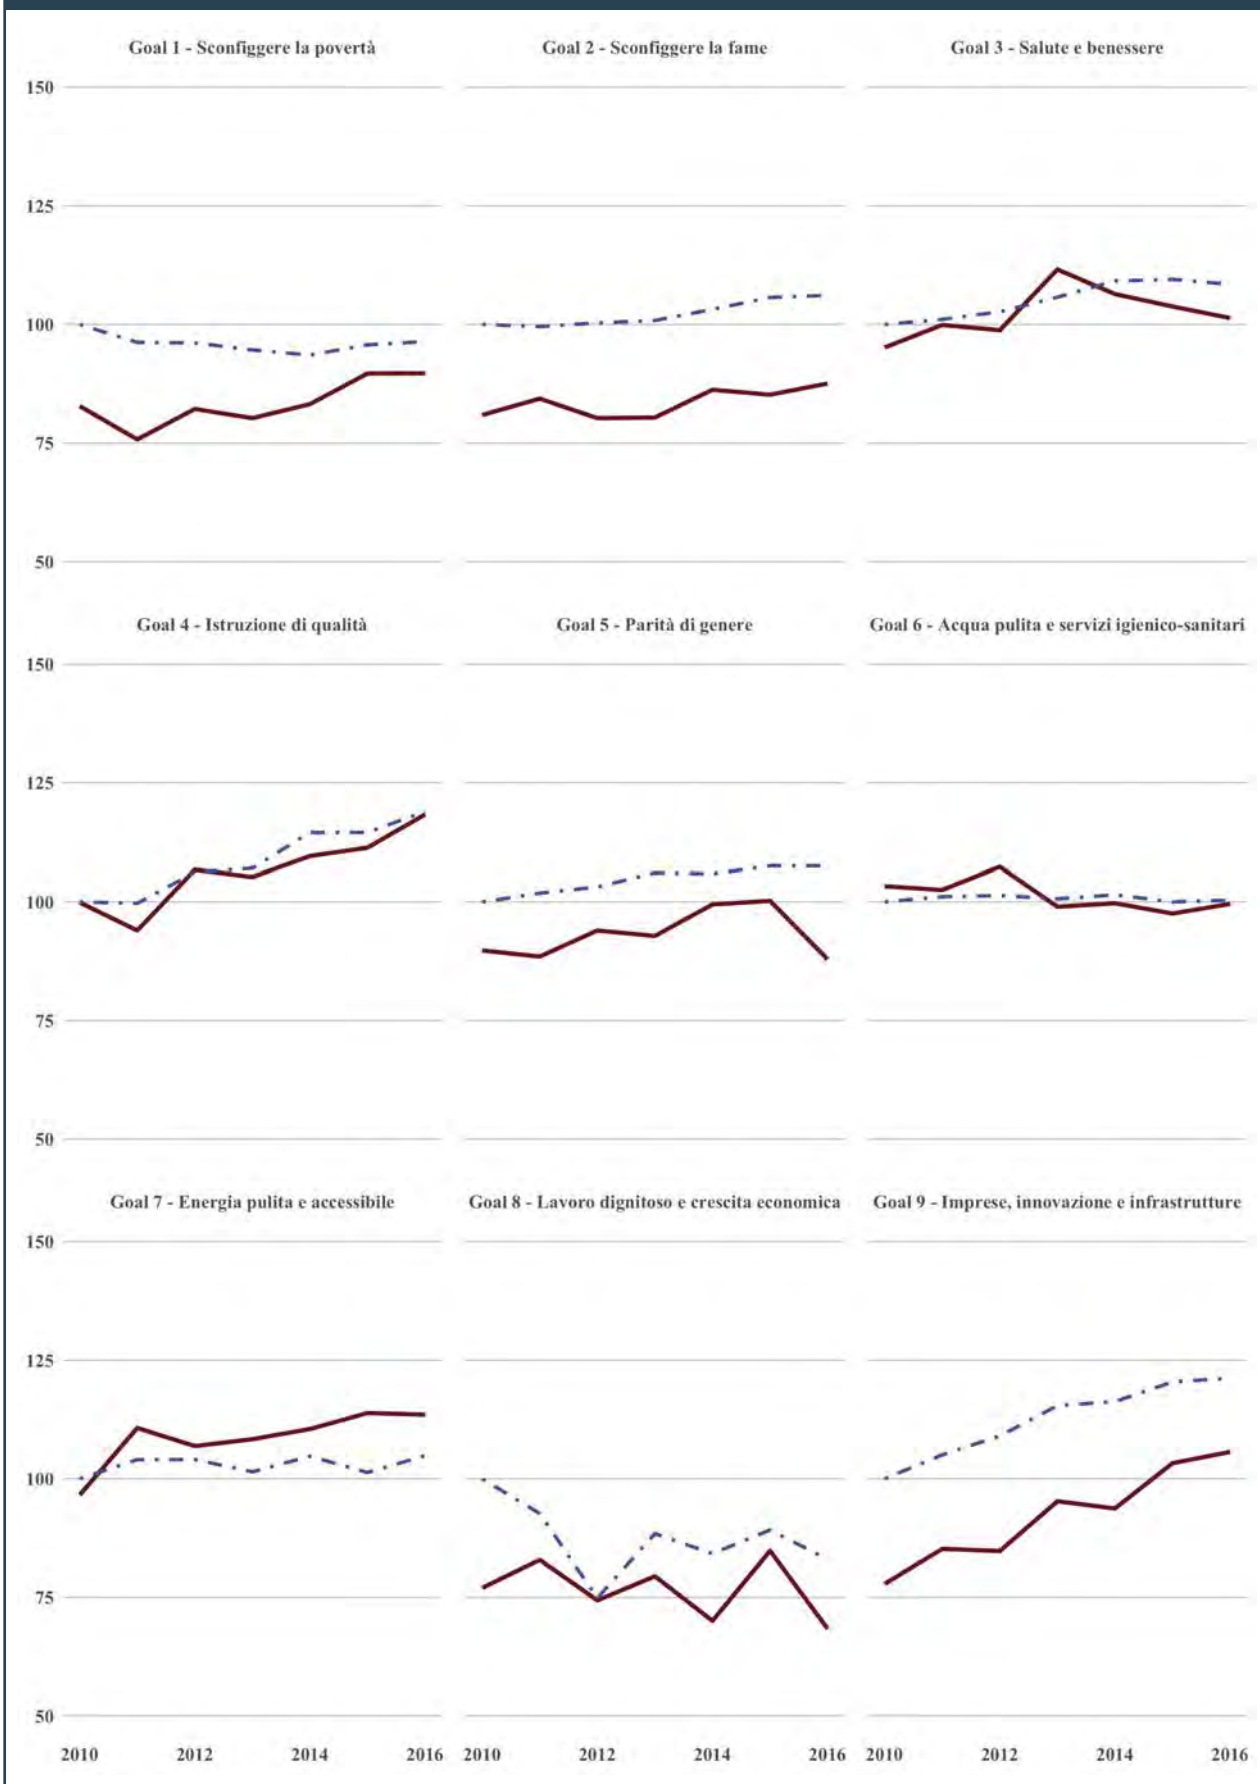 Goal 1 - Sconfiggere la povertà
Goal 2 - Sconfiggere la fame
Goal 3 - Salute e benessere
150
125
100
75
50
Goal 4 - Istruzione di qualità
Goal 5 - Parità di genere
Goal 6 - Acqua pulita e servizi igienico-sanitari
150
125
100
75
50
Goal 7 - Energia pulita e accessibile
Goal 8 - Lavoro dignitoso e crescita economica
Goal 9 - Imprese, innovazione e infrastrutture
150
125
100
75
50
2010 2012 2014 2016
2010 2012 2014 2016
2010 2012 2014 2016